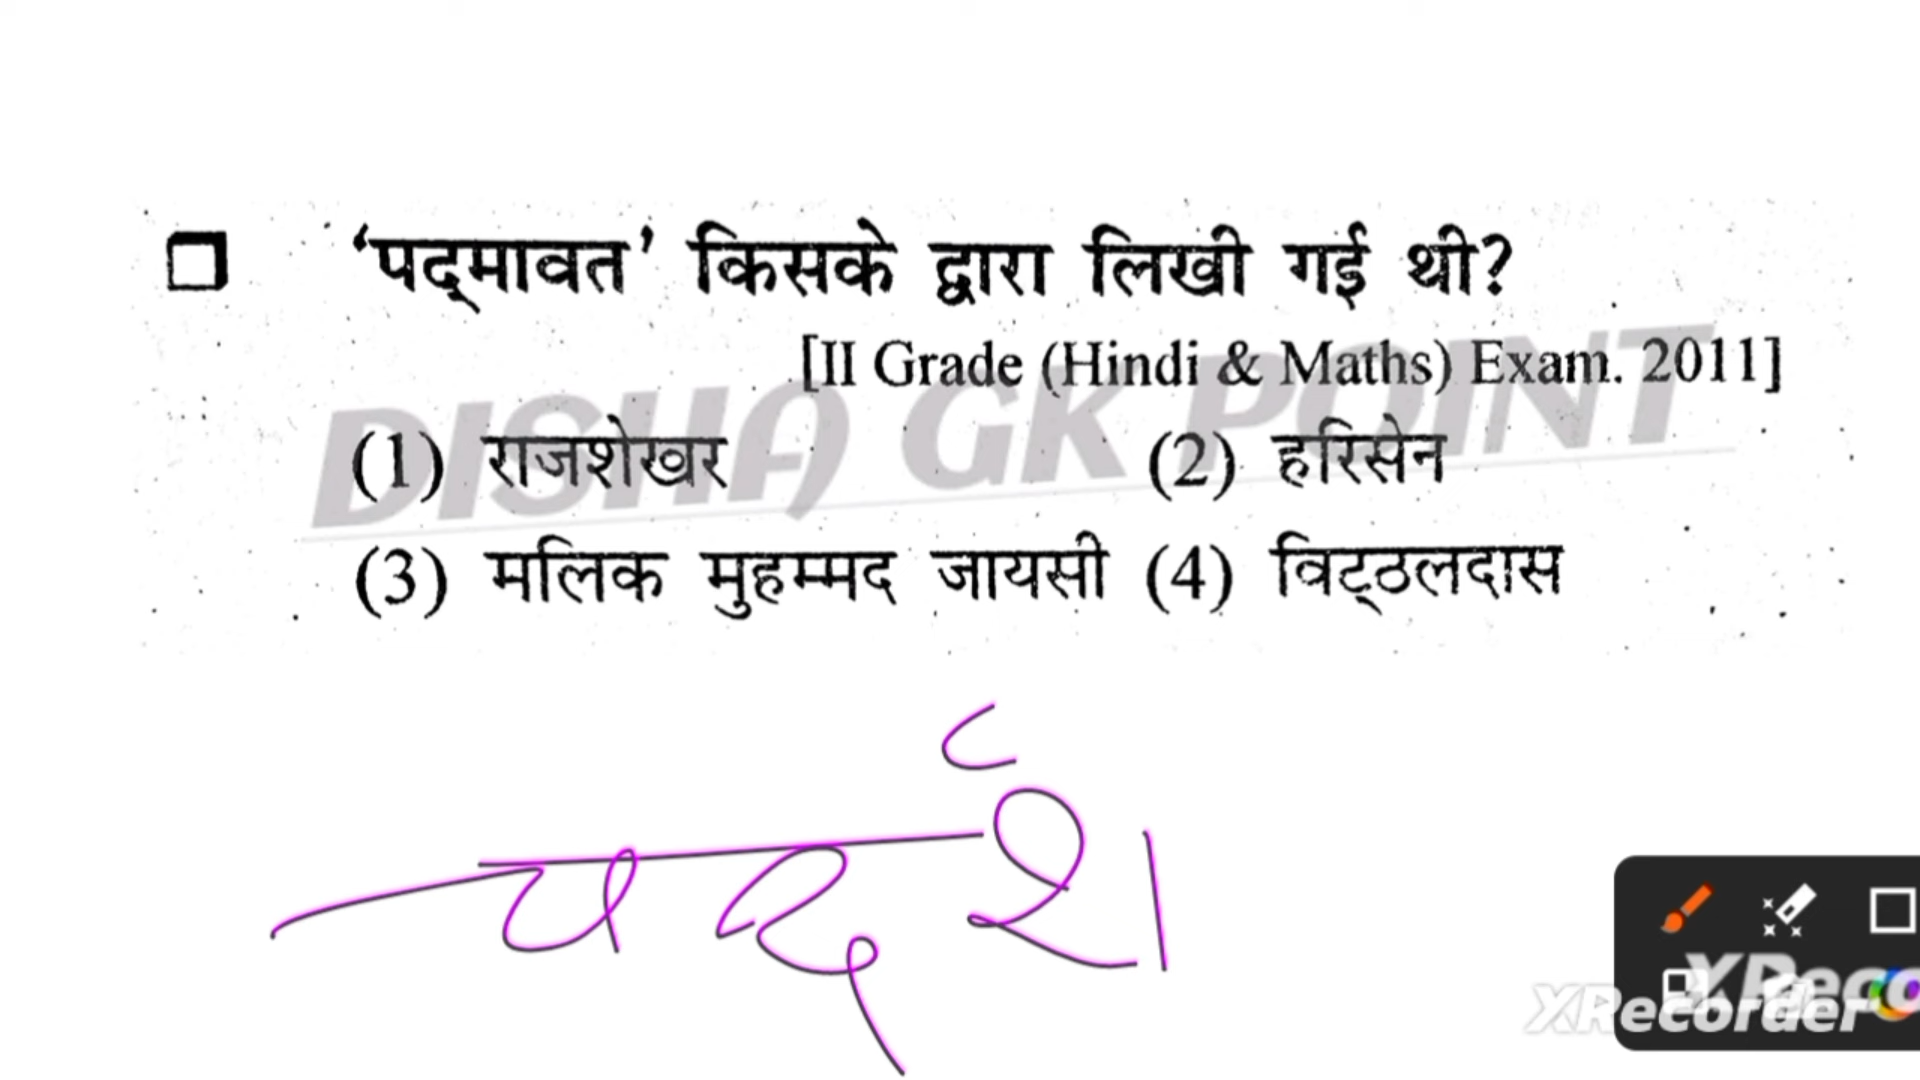 'पद्मावत' किसके द्वारा लिखी गई थी?
[II Grade (Hindi & Maths) Exam. 2011]
DISHA GK POINT
(1) राजशेखर (2) हरिसेन
(3) मलिक मुहम्मद जायसी (4) विट्ठलदास
XRecorder